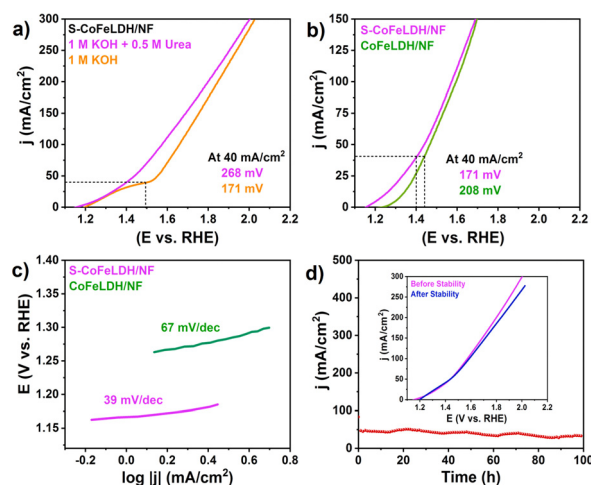 a)
S-CoFeLDH/NF
1 M KOH + 0.5 M Urea
1 M KOH
At 40 mA/cm²
268 mV
171 mV
j (mA/cm²)
300
250
200
150
100
50
0
1.2
1.4
1.6
1.8
2.0
2.2
(E vs. RHE)
b)
S-CoFeLDH/NF
CoFeLDH/NF
At 40 mA/cm²
171 mV
208 mV
j (mA/cm²)
150
125
100
75
50
25
0
1.2
1.4
1.6
1.8
2.0
2.2
(E vs. RHE)
c)
S-CoFeLDH/NF
CoFeLDH/NF
67 mV/dec
39 mV/dec
E (V vs. RHE)
1.40
1.35
1.30
1.25
1.20
1.15
-0.2
0.0
0.2
0.4
0.6
0.8
log |j| (mA/cm²)
d)
j (mA/cm²)
500
400
300
200
100
0
0
20
40
60
80
100
Time (h)
Before Stability
After Stability
j (mA/cm²)
300
250
200
150
100
50
0
1.2
1.4
1.6
1.8
2.0
2.2
E (V vs. RHE)